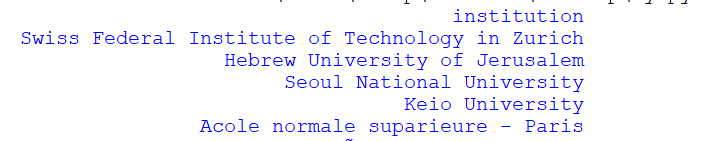 institution
Swiss Federal Institute of Technology in Zurich
Hebrew University of Jerusalem
Seoul National University
Keio University
Acole normale suparieure - Paris